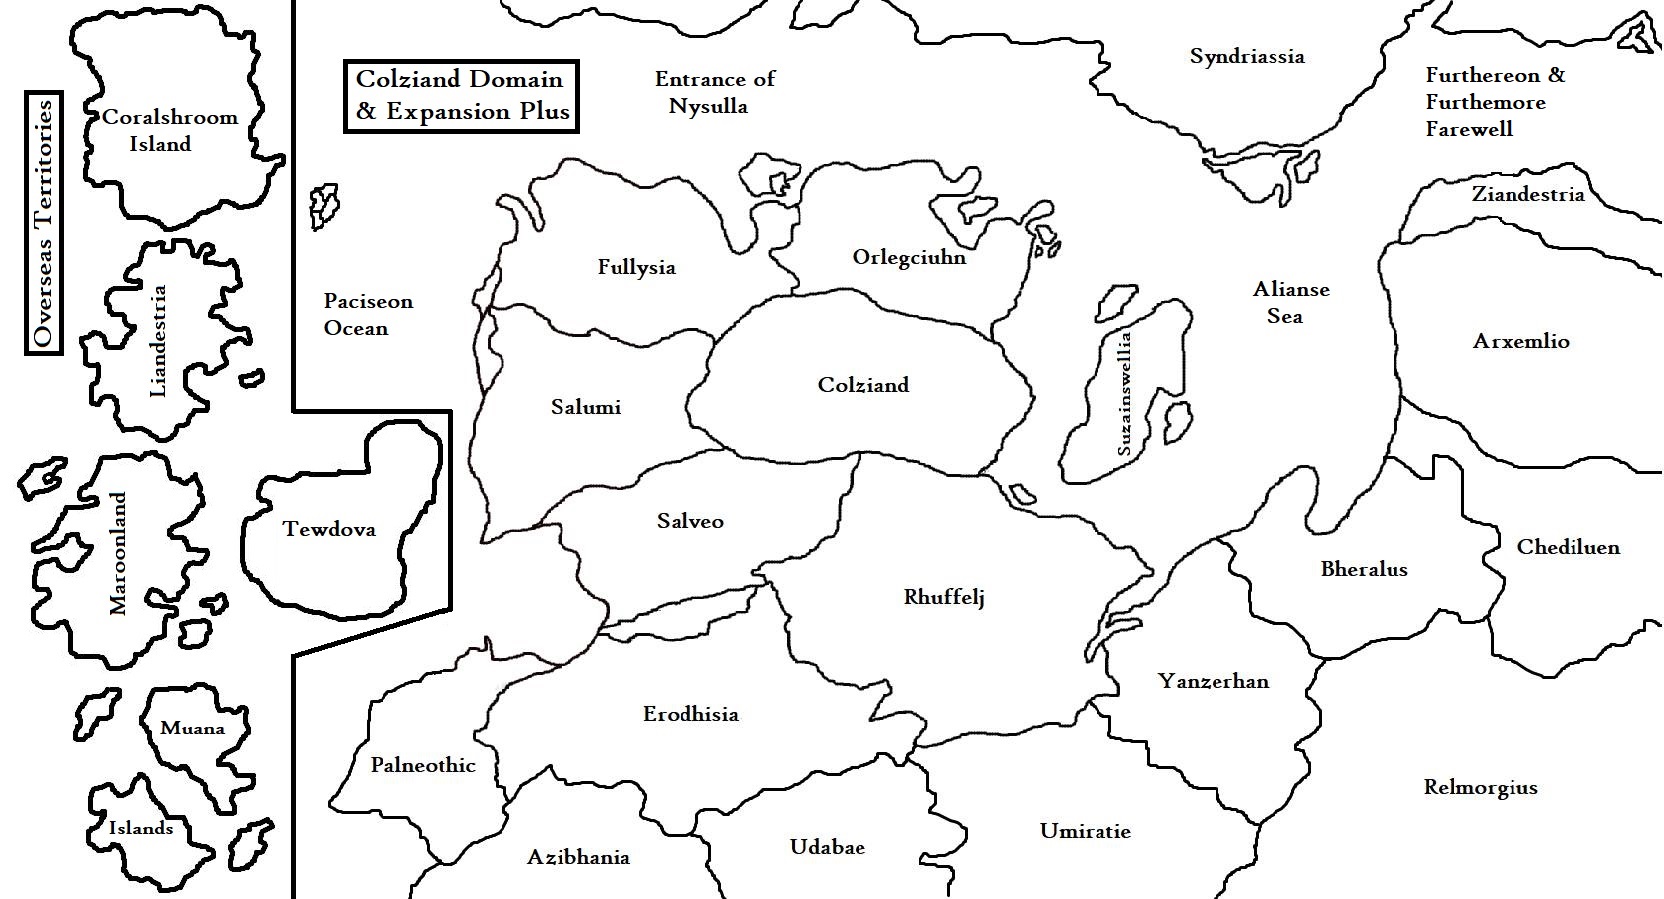 Overseas Territories
Coralshroom
Island
Liandestria
Maroonland
Tewdova
Muana
Islands
Colziand Domain
& Expansion Plus
Entrance of
Nysulla
Syndriassia
Furthereon &
Furthemore
Farewell
Ziandestria
Paciseon
Ocean
Fullysia
Orlegciuhn
Alianse
Sea
Arxemlio
Salumi
Colziand
Suzainswellia
Salveo
Rhuffelj
Bheralus
Chediluen
Yanzerhan
Erodhisia
Palneothic
Relmorgius
Azibhania
Udabae
Umiratie